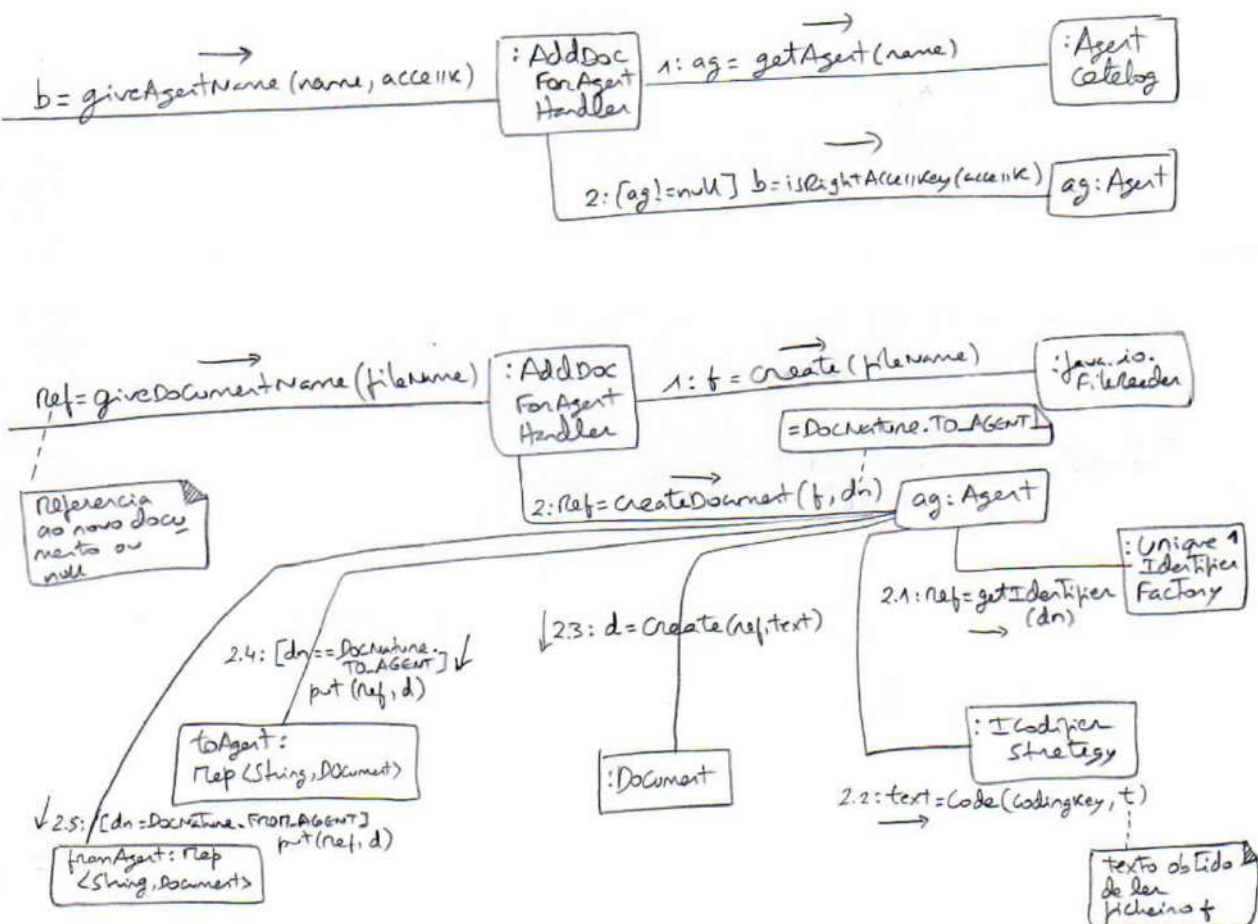 b= giveAgentName (name, accessK)
:AddDoc
ForAgent
Handler
1: ag= getAgent(name)
:Agent
Catalog
2: [ag!=null] b=isRightAccessKey(accessK)
ag:Agent
ref=giveDocumentName(fileName)
:AddDoc
ForAgent
Handler
1: f= create(fileName)
:java.io.
FileReader
=DocNature.TO_AGENT
referencia
ao novo docu
mento ou
null
2: ref=createDocument(f, dn)
ag:Agent
:Unique 1
Identifier
Factory
2.1: ref=getIdentifier
(dn)
2.3: d=create(ref,text)
2.4: [dn==DocNature.
TO_AGENT]
put(ref, d)
toAgent:
Map<String,Document>
:Document
:ICodifier
Strategy
2.2: text=code(codingKey, t)
2.5: [dn=DocNature.FROM_AGENT]
put(ref, d)
fromAgent: Map
<String,Document>
texto obtido
de ler
ficheiro f